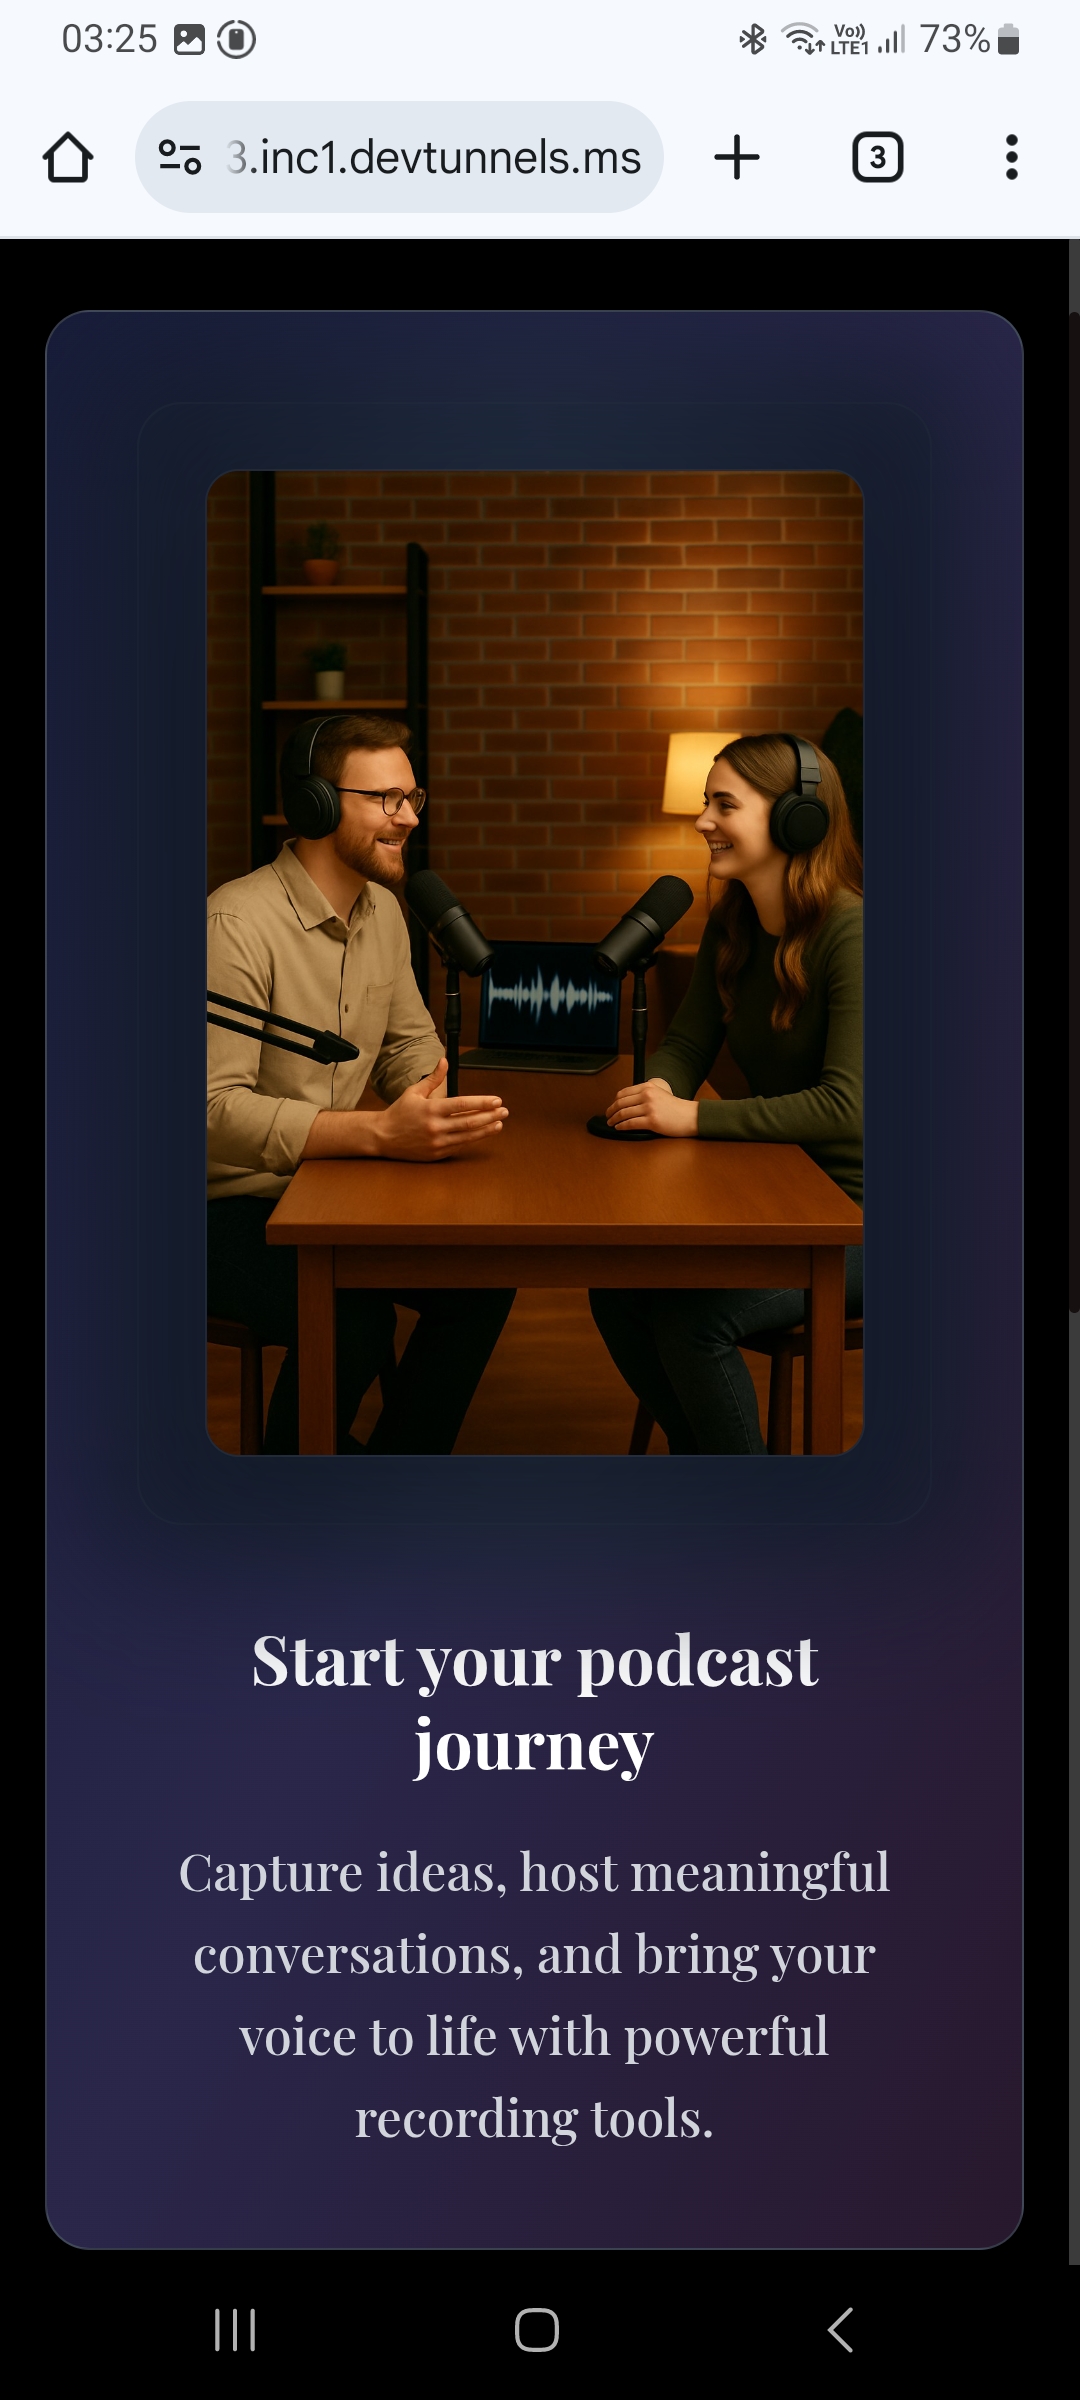 03:25
Vo)) LTE1
73%
3.inc1.devtunnels.ms
3
Start your podcast
journey
Capture ideas, host meaningful
conversations, and bring your
voice to life with powerful
recording tools.